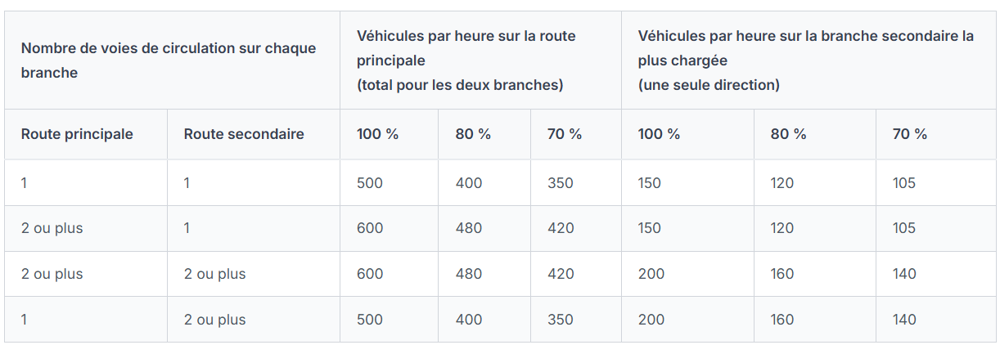 Nombre de voies de circulation sur chaque
branche
Véhicules par heure sur la route
principale
(total pour les deux branches)
Véhicules par heure sur la branche secondaire la
plus chargée
(une seule direction)
Route principale Route secondaire 100 % 80 % 70 % 100 % 80 % 70 %
1 1 500 400 350 150 120 105
2 ou plus 1 600 480 420 150 120 105
2 ou plus 2 ou plus 600 480 420 200 160 140
1 2 ou plus 500 400 350 200 160 140